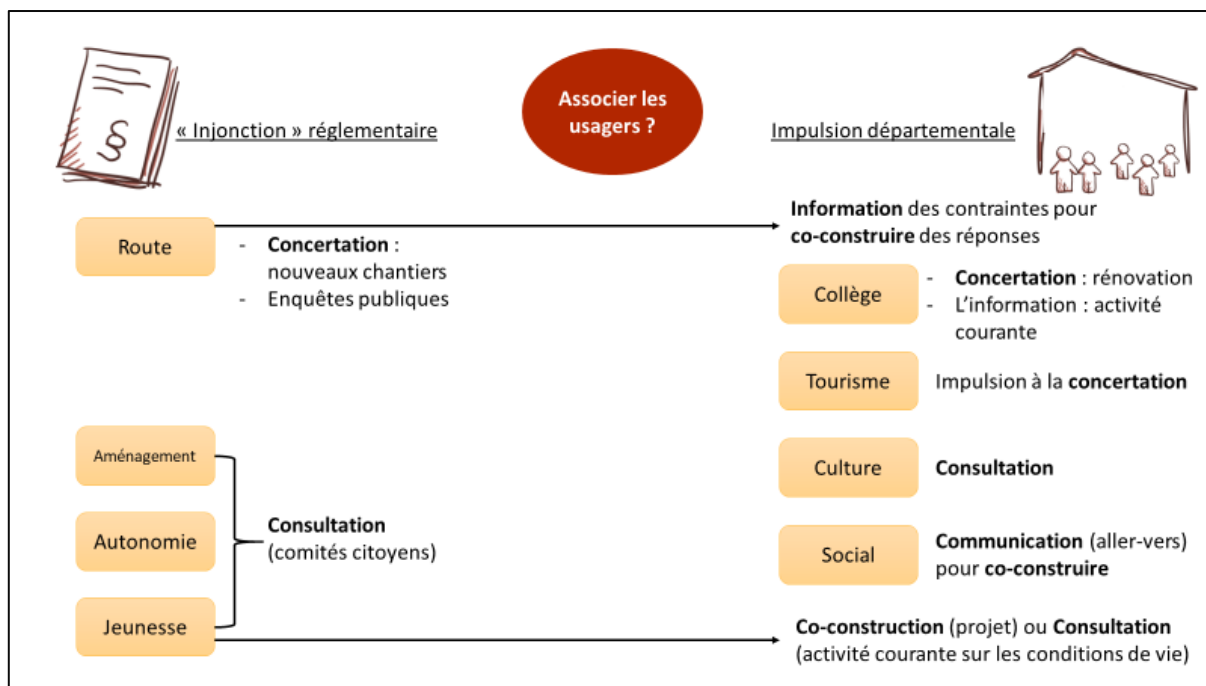 Associer les
usagers ?
« Injonction » réglementaire
Impulsion départementale
§
Route
- Concertation :
nouveaux chantiers
- Enquêtes publiques
Information des contraintes pour
co-construire des réponses
Collège
- Concertation : rénovation
- L’information : activité
courante
Tourisme
Impulsion à la concertation
Aménagement
Autonomie
Jeunesse
Consultation
(comités citoyens)
Culture
Consultation
Social
Communication (aller-vers)
pour co-construire
Co-construction (projet) ou Consultation
(activité courante sur les conditions de vie)